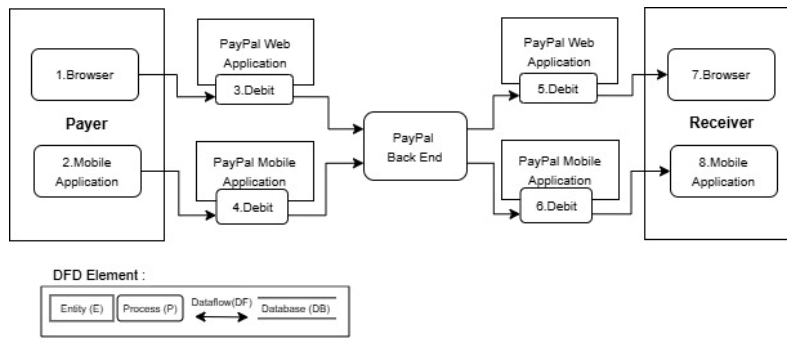 PayPal Web
Application
PayPal Web
Application
1.Browser
3.Debit
5.Debit
7.Browser
Payer
PayPal
Back End
Receiver
2.Mobile
Application
PayPal Mobile
Application
4.Debit
PayPal Mobile
Application
6.Debit
8.Mobile
Application
DFD Element :
Entity (E)
Process (P)
Dataflow(DF)
Database (DB)